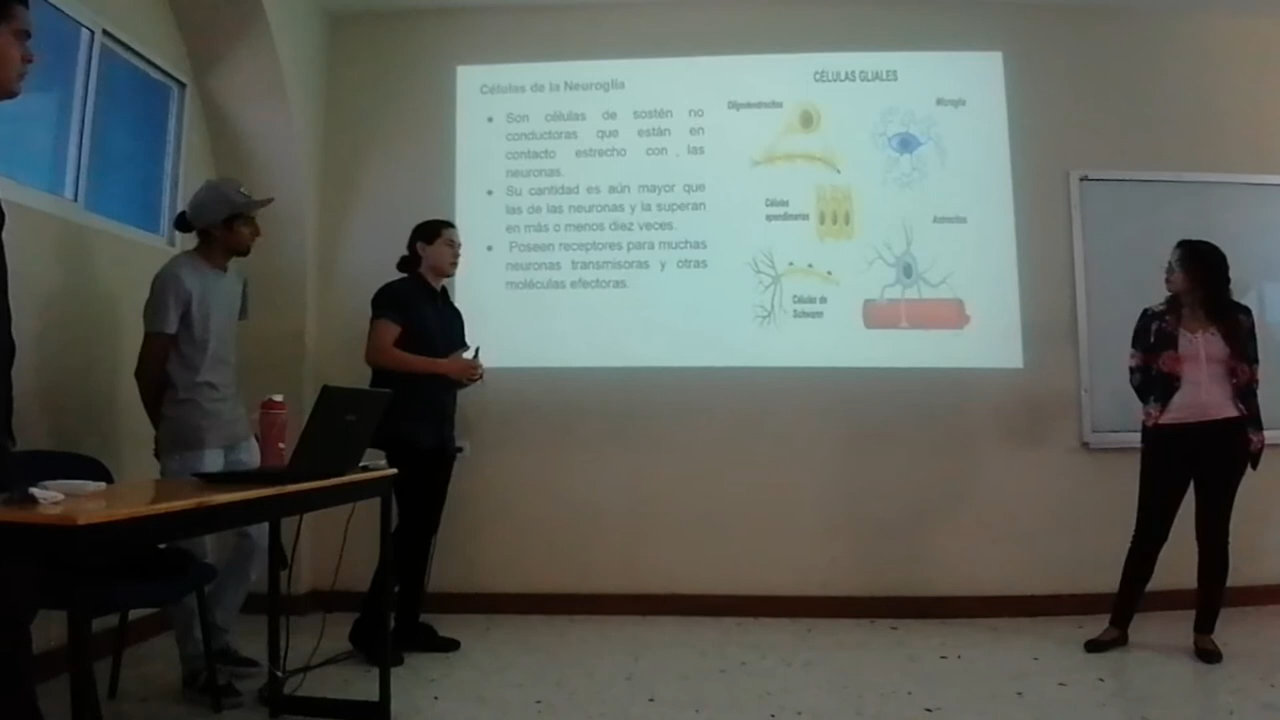 Células de la Neuroglia
Son células de sostén no
conductoras que están en
contacto estrecho con , las
neuronas.
Su cantidad es aún mayor que
las de las neuronas y la superan
en más o menos diez veces.
Poseen receptores para muchas
neuronas transmisoras y otras
moléculas efectoras.
CÉLULAS GLIALES
Oligodendrocitos
Microglia
Células
ependimarias
Astrocitos
Células de
Schwann